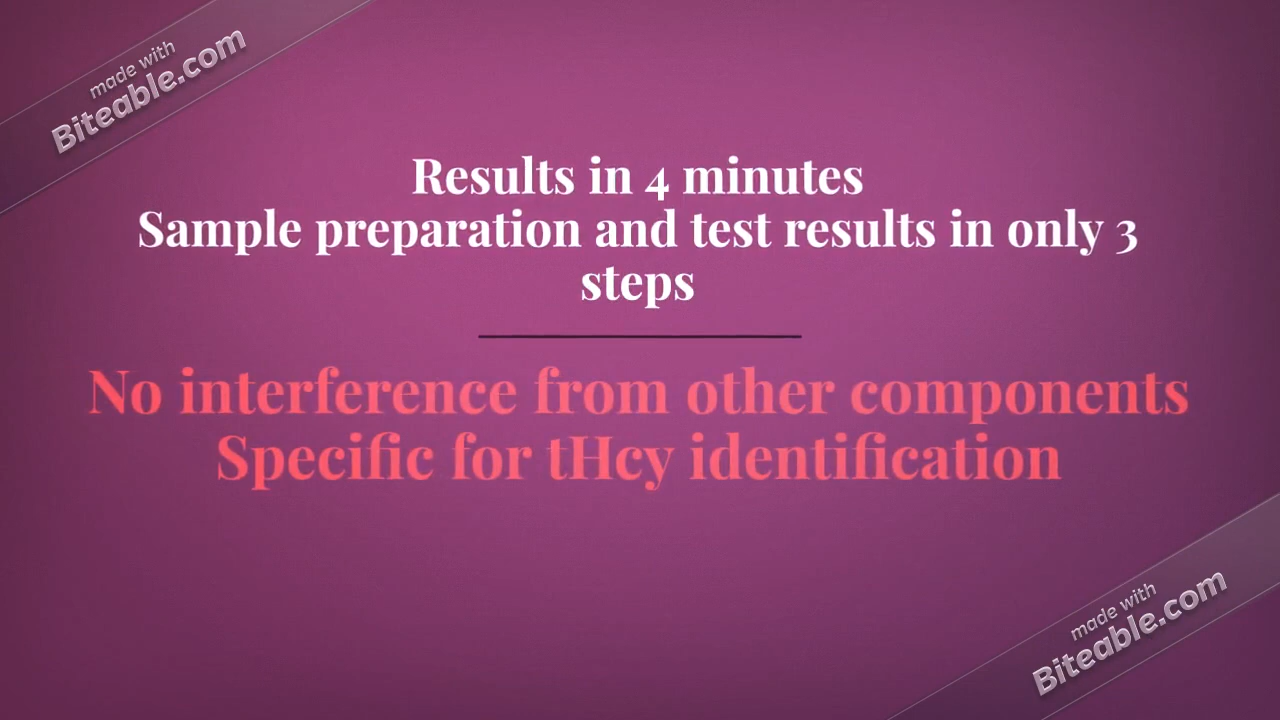 made with
Biteable.com
Results in 4 minutes
Sample preparation and test results in only 3
steps
No interference from other components
Specific for tHcy identification
made with
Biteable.com